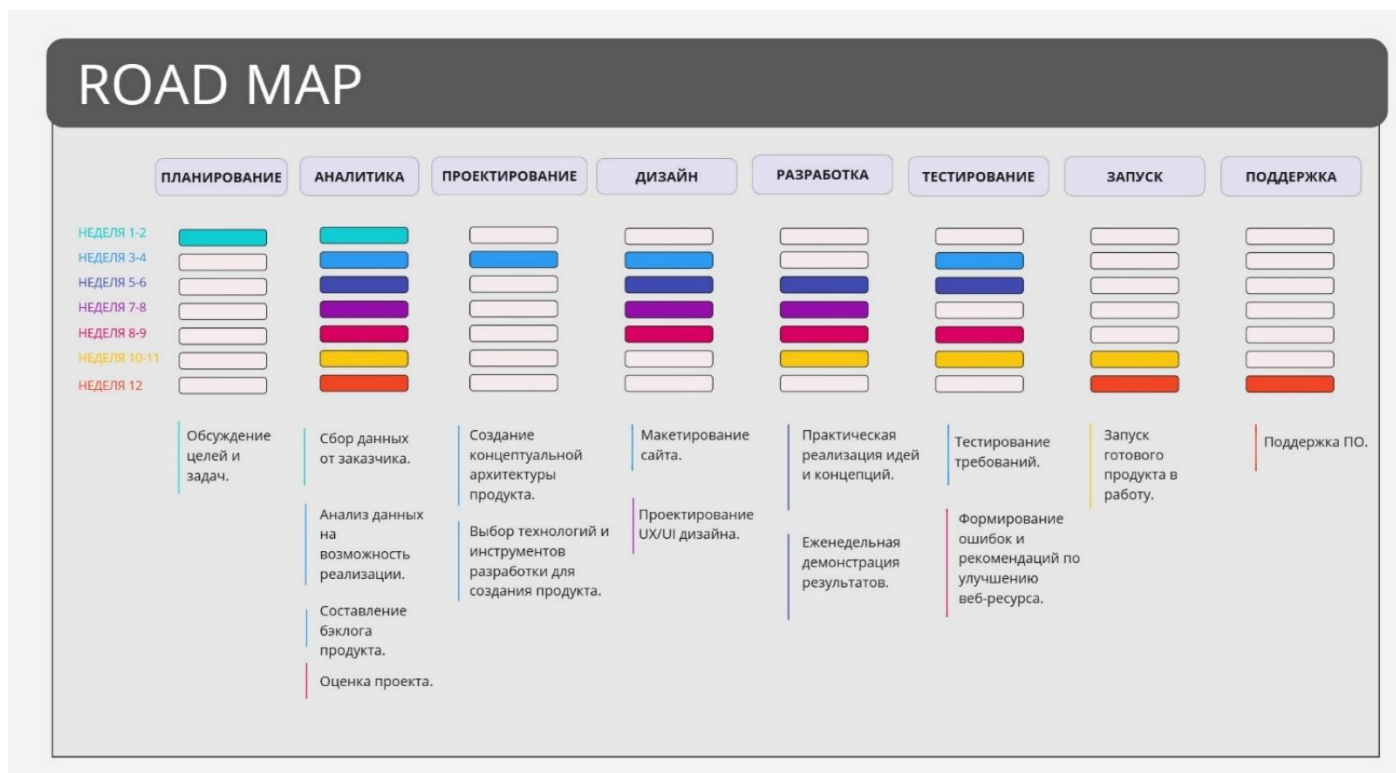 ROAD MAP
ПЛАНИРОВАНИЕ
АНАЛИТИКА
ПРОЕКТИРОВАНИЕ
ДИЗАЙН
РАЗРАБОТКА
ТЕСТИРОВАНИЕ
ЗАПУСК
ПОДДЕРЖКА
НЕДЕЛЯ 1-2
НЕДЕЛЯ 3-4
НЕДЕЛЯ 5-6
НЕДЕЛЯ 7-8
НЕДЕЛЯ 8-9
НЕДЕЛЯ 10-11
НЕДЕЛЯ 12
Обсуждение
целей и
задач.
Сбор данных
от заказчика.
Анализ данных
на
возможность
реализации.
Составление
бэклога
продукта.
Оценка проекта.
Создание
концептуальной
архитектуры
продукта.
Выбор технологий и
инструментов
разработки для
создания продукта.
Макетирование
сайта.
Проектирование
UX/UI дизайна.
Практическая
реализация идей
и концепций.
Еженедельная
демонстрация
результатов.
Тестирование
требований.
Формирование
ошибок и
рекомендаций по
улучшению
веб-ресурса.
Запуск
готового
продукта в
работу.
Поддержка ПО.